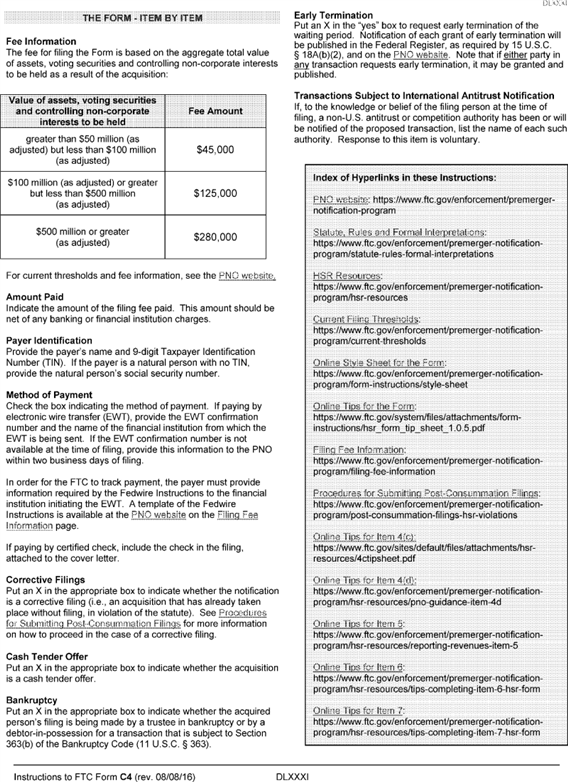 DLXXXI
THE FORM - ITEM BY ITEM
Fee Information
The fee for filing the Form is based on the aggregate total value
of assets, voting securities and controlling non-corporate interests
to be held as a result of the acquisition:
Value of assets, voting securities
and controlling non-corporate
interests to be held
Fee Amount
greater than $50 million (as
adjusted) but less than $100 million
(as adjusted)
$45,000
$100 million (as adjusted) or greater
but less than $500 million
(as adjusted)
$125,000
$500 million or greater
(as adjusted)
$280,000
For current thresholds and fee information, see the PNO website.
Amount Paid
Indicate the amount of the filing fee paid. This amount should be
net of any banking or financial institution charges.
Payer Identification
Provide the payer's name and 9-digit Taxpayer Identification
Number (TIN). If the payer is a natural person with no TIN,
provide the natural person's social security number.
Method of Payment
Check the box indicating the method of payment. If paying by
electronic wire transfer (EWT), provide the EWT confirmation
number and the name of the financial institution from which the
EWT is being sent. If the EWT confirmation number is not
available at the time of filing, provide this information to the PNO
within two business days of filing.
In order for the FTC to track payment, the payer must provide
information required by the Fedwire Instructions to the financial
institution initiating the EWT. A template of the Fedwire
Instructions is available at the PNO website on the Filing Fee
Information page.
If paying by certified check, include the check in the filing,
attached to the cover letter.
Corrective Filings
Put an X in the appropriate box to indicate whether the notification
is a corrective filing (i.e., an acquisition that has already taken
place without filing, in violation of the statute). See Procedures
for Submitting Post-Consummation Filings for more information
on how to proceed in the case of a corrective filing.
Cash Tender Offer
Put an X in the appropriate box to indicate whether the acquisition
is a cash tender offer.
Bankruptcy
Put an X in the appropriate box to indicate whether the acquired
person's filing is being made by a trustee in bankruptcy or by a
debtor-in-possession for a transaction that is subject to Section
363(b) of the Bankruptcy Code (11 U.S.C. § 363).
Early Termination
Put an X in the "yes" box to request early termination of the
waiting period. Notification of each grant of early termination will
be published in the Federal Register, as required by 15 U.S.C.
§ 18A(b)(2), and on the PNO website. Note that if either party in
any transaction requests early termination, it may be granted and
published.
Transactions Subject to International Antitrust Notification
If, to the knowledge or belief of the filing person at the time of
filing, a non-U.S. antitrust or competition authority has been or will
be notified of the proposed transaction, list the name of each such
authority. Response to this item is voluntary.
Index of Hyperlinks in these Instructions:
PNO website: https://www.ftc.gov/enforcement/premerger-
notification-program
Statute, Rules and Formal Interpretations:
https://www.ftc.gov/enforcement/premerger-notification-
program/statute-rules-formal-interpretations
HSR Resources:
https://www.ftc.gov/enforcement/premerger-notification-
program/hsr-resources
Current Filing Thresholds:
https://www.ftc.gov/enforcement/premerger-notification-
program/current-thresholds
Online Style Sheet for the Form:
https://www.ftc.gov/enforcement/premerger-notification-
program/form-instructions/style-sheet
Online Tips for the Form:
https://www.ftc.gov/system/files/attachments/form-
instructions/hsr_form_tip_sheet_1.0.5.pdf
Filing Fee Information:
https://www.ftc.gov/enforcement/premerger-notification-
program/filing-fee-information
Procedures for Submitting Post-Consummation Filings:
https://www.ftc.gov/enforcement/premerger-notification-
program/post-consummation-filings-hsr-violations
Online Tips for Item 4(c):
https://www.ftc.gov/sites/default/files/attachments/hsr-
resources/4ctipsheet.pdf
Online Tips for Item 4(d):
https://www.ftc.gov/enforcement/premerger-notification-
program/hsr-resources/pno-guidance-item-4d
Online Tips for Item 5:
https://www.ftc.gov/enforcement/premerger-notification-
program/hsr-resources/reporting-revenues-item-5
Online Tips for Item 6:
https://www.ftc.gov/enforcement/premerger-notification-
program/hsr-resources/tips-completing-item-6-hsr-form
Online Tips for Item 7:
https://www.ftc.gov/enforcement/premerger-notification-
program/hsr-resources/tips-completing-item-7-hsr-form
Instructions to FTC Form C4 (rev. 08/08/16)
DLXXXI